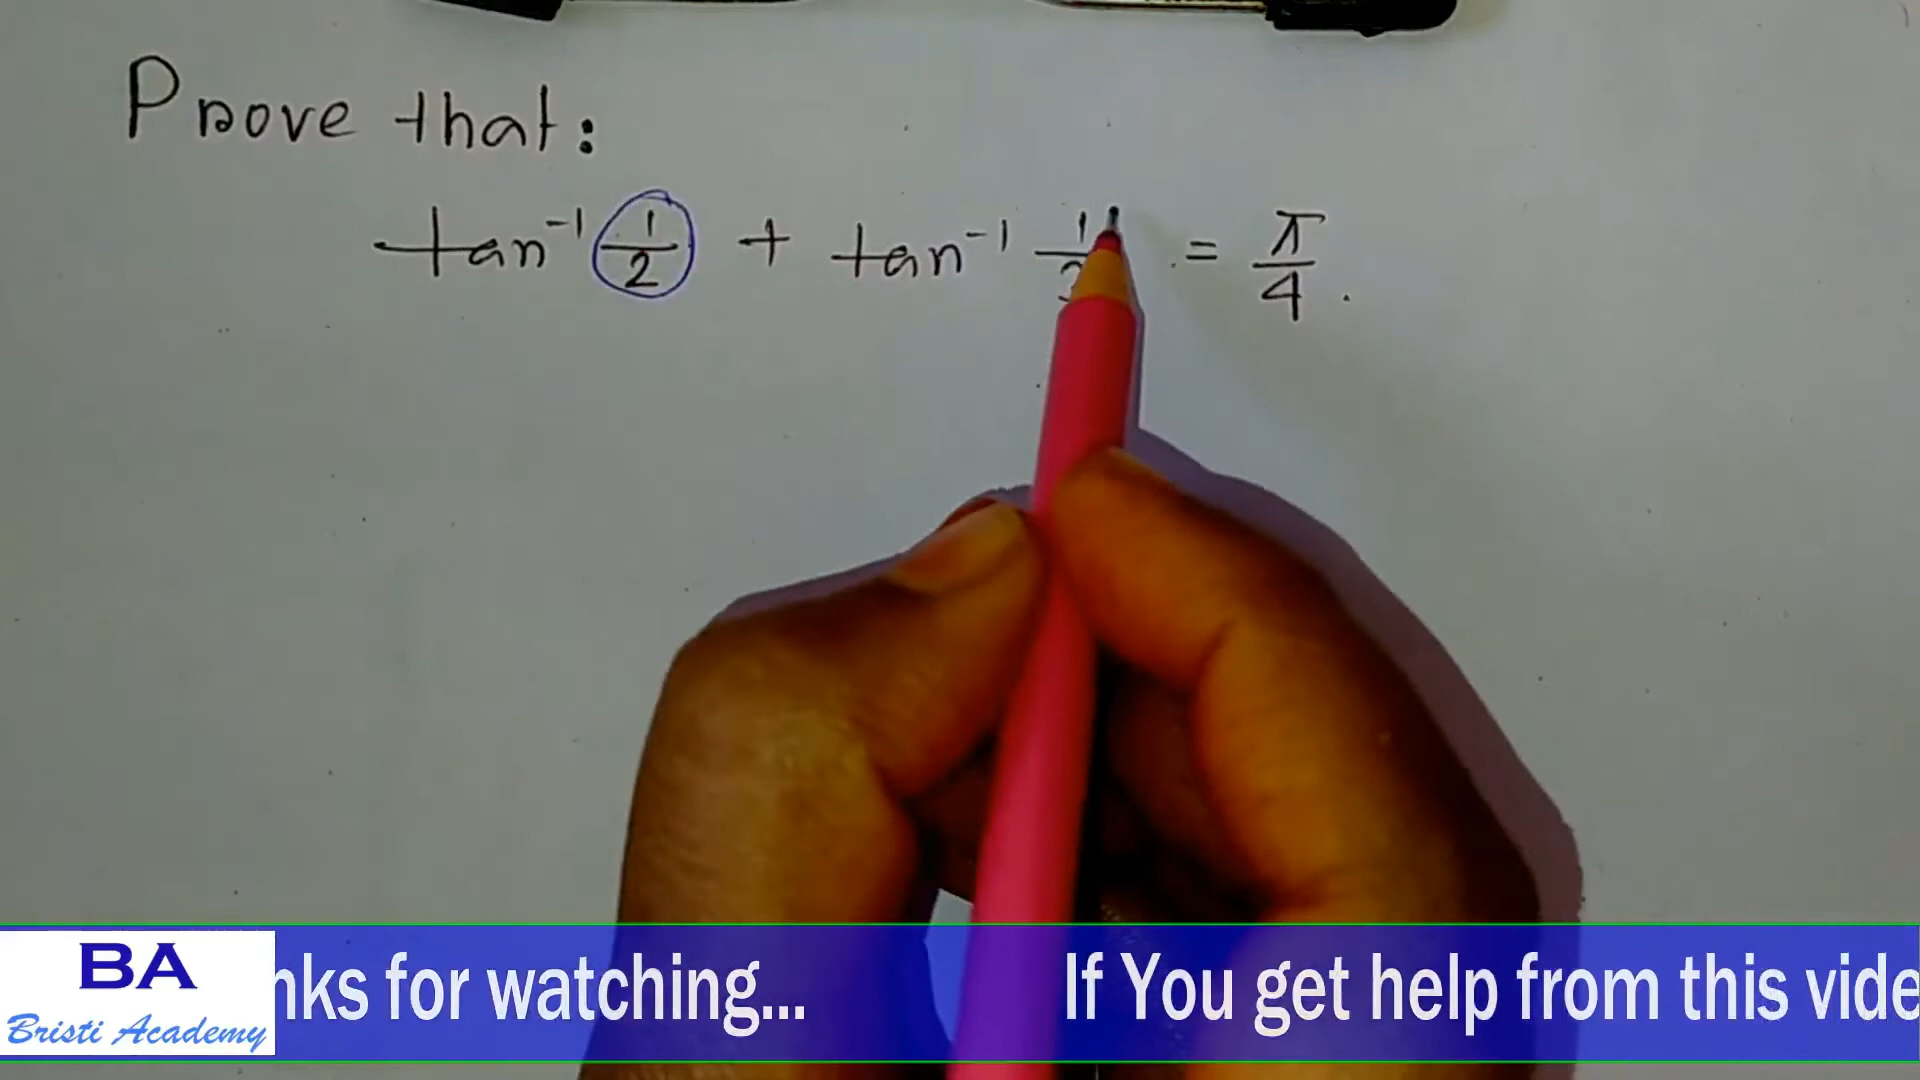 Prove that:
tan⁻¹ 1/2 + tan⁻¹ 1/3 = π/4.
BA
Bristi Academy
nks for watching... If You get help from this vide